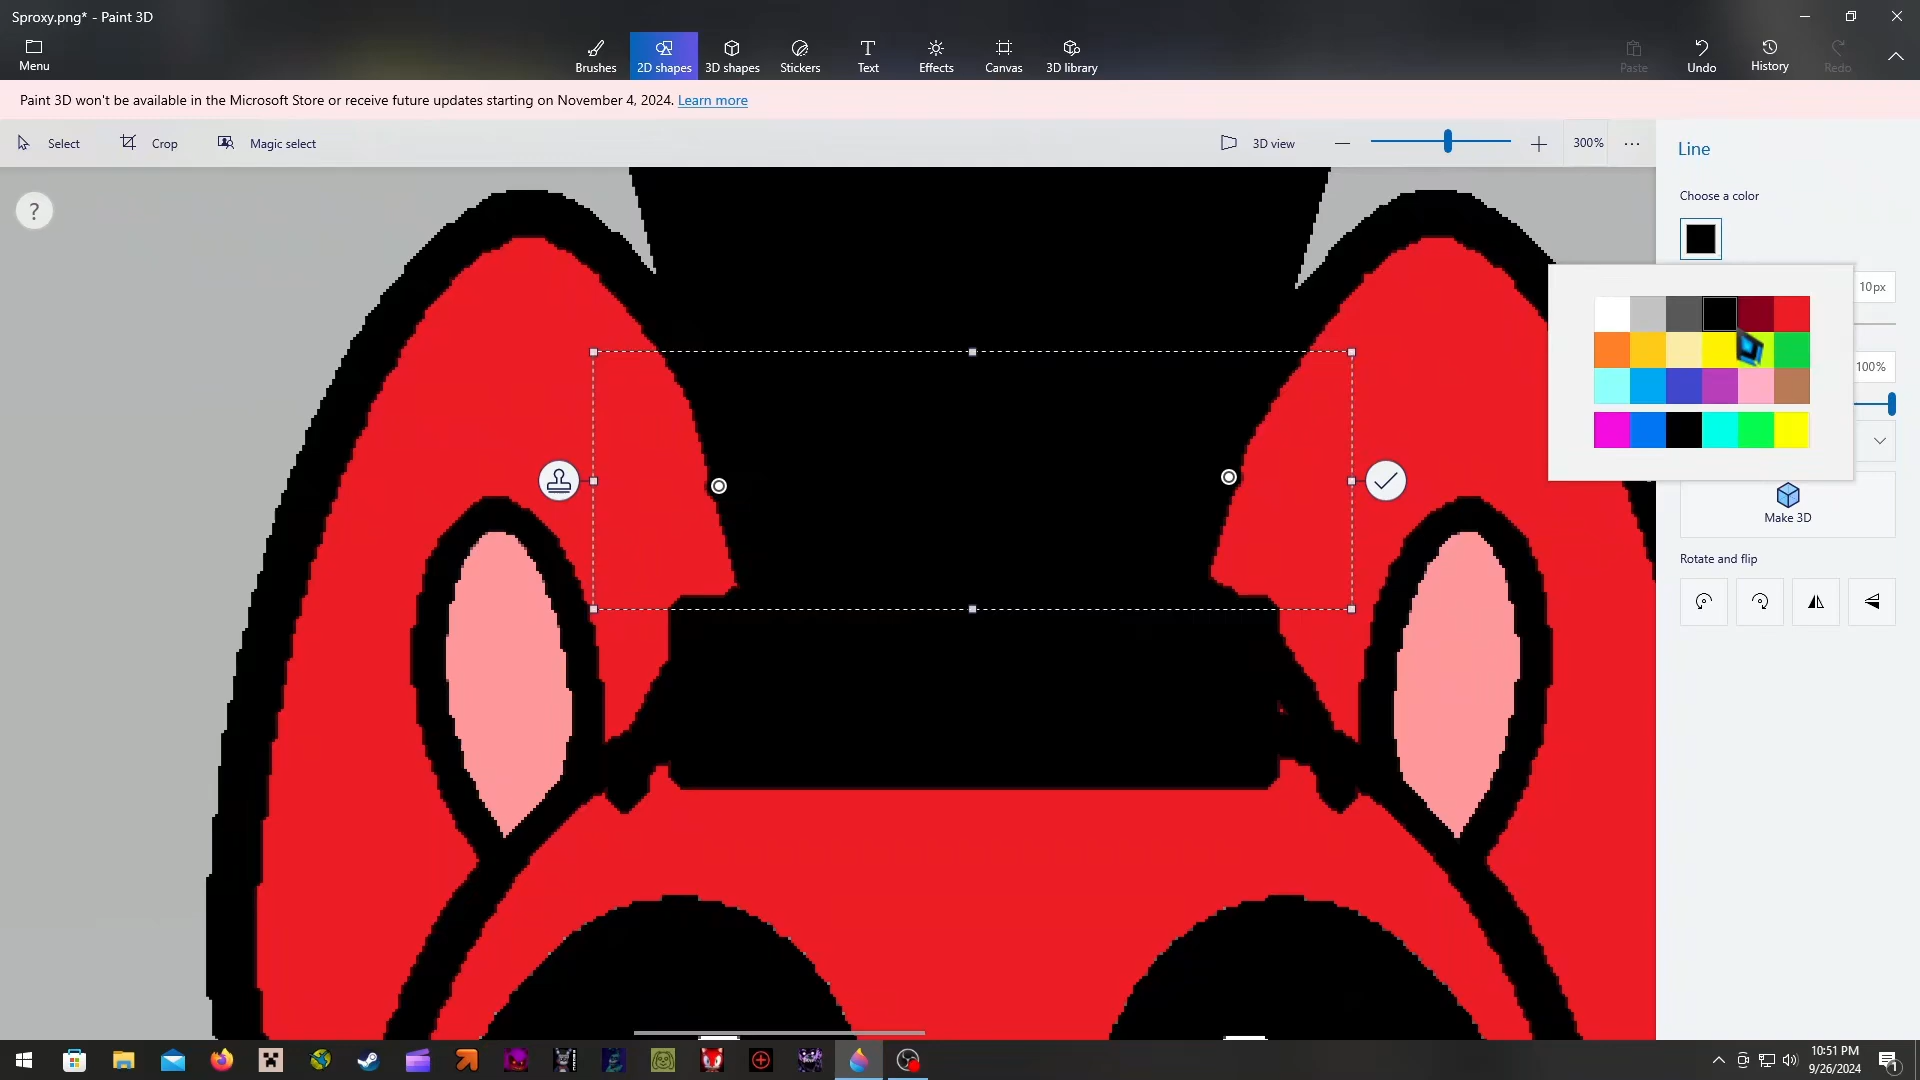 Sproxy.png* - Paint 3D
Menu
Brushes
2D shapes
3D shapes
Stickers
Text
Effects
Canvas
3D library
Paste
Undo
History
Redo
Paint 3D won't be available in the Microsoft Store or receive future updates starting on November 4, 2024. Learn more
Select
Crop
Magic select
3D view
300%
Line
?
Choose a color
10px
100%
Make 3D
Rotate and flip
10:51 PM
9/26/2024
1